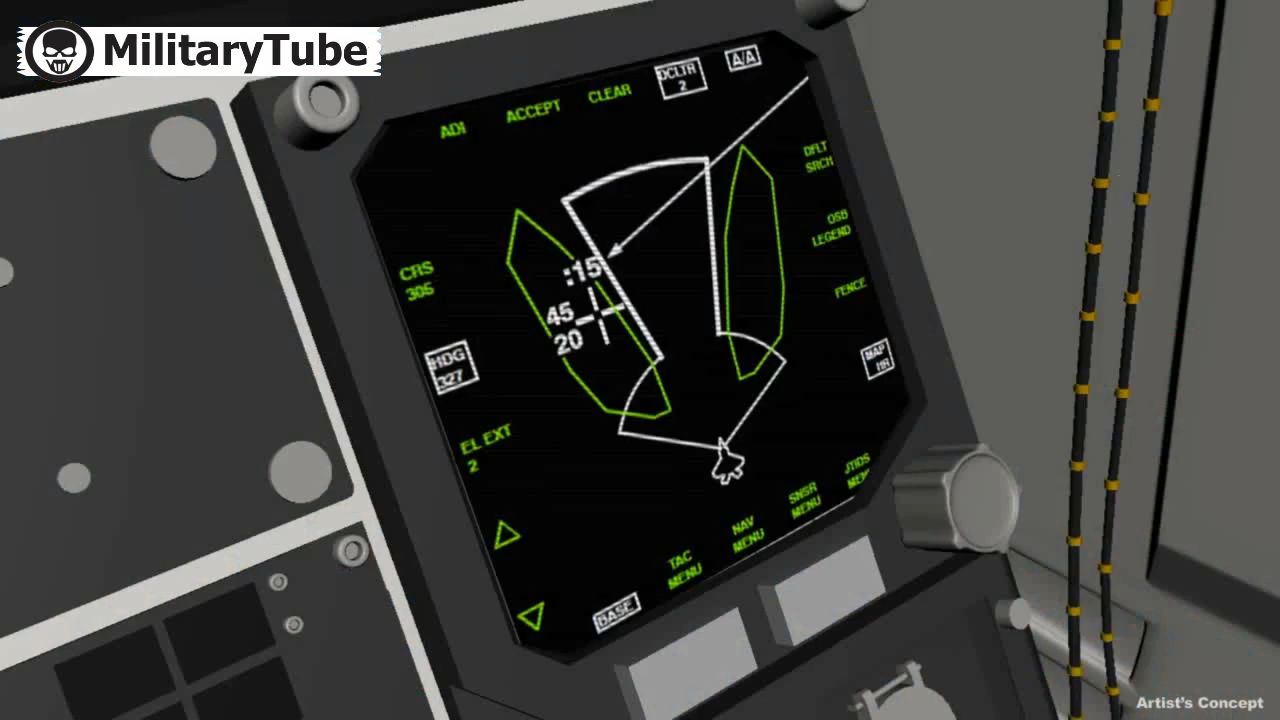 MilitaryTube
ADI
ACCEPT
CLEAR
DCLTR
2
A/A
DFLT
SRCH
OSB
LEGEND
FENCE
MAP
HR
CRS
305
HDG
327
EL EXT
2
:15
45
20
JTIDS
MENU
SNSR
MENU
NAV
MENU
TAC
MENU
BASE
Artist's Concept